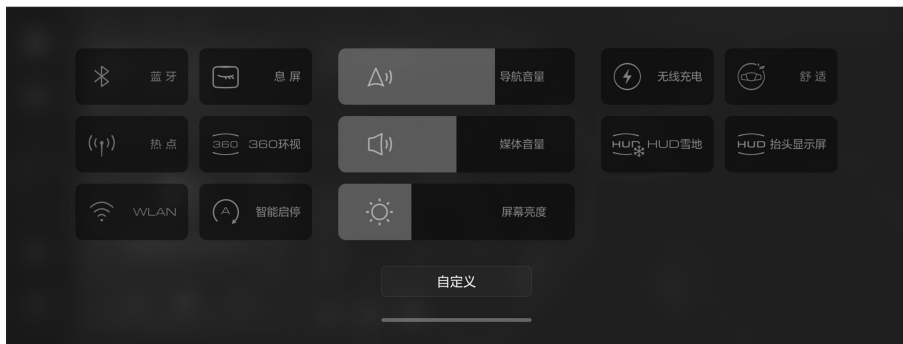 蓝牙
息屏
导航音量
无线充电
舒适
热点
360 360环视
媒体音量
HUD HUD雪地
HUD 抬头显示屏
WLAN
A 智能启停
屏幕亮度
自定义